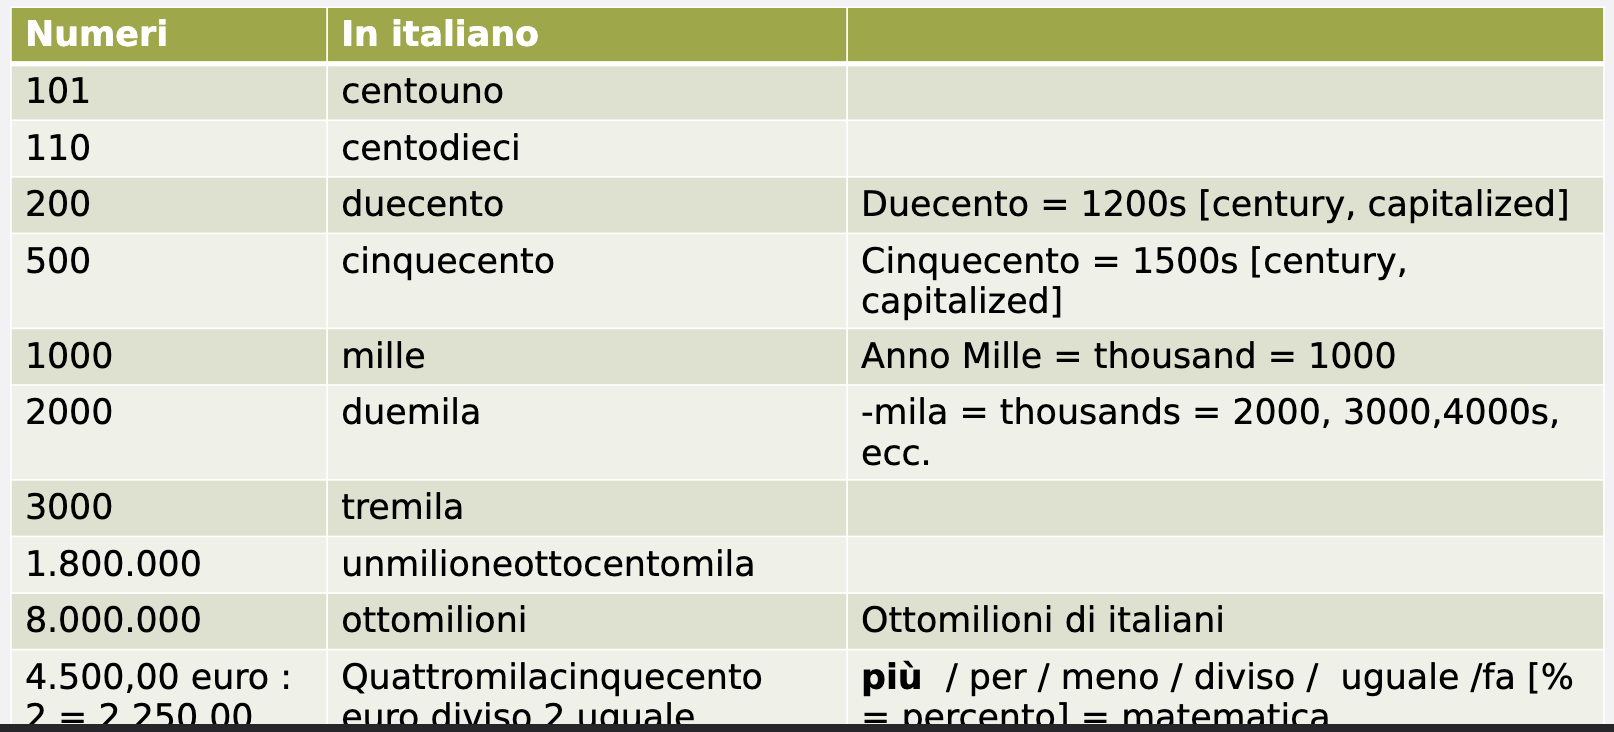 Numeri In italiano
101 centouno
110 centodieci
200 duecento Duecento = 1200s [century, capitalized]
500 cinquecento Cinquecento = 1500s [century,
capitalized]
1000 mille Anno Mille = thousand = 1000
2000 duemila -mila = thousands = 2000, 3000,4000s,
ecc.
3000 tremila
1.800.000 unmilioneottocentomila
8.000.000 ottomilioni Ottomilioni di italiani
4.500,00 euro : Quattromilacinquecento più / per / meno / diviso / uguale /fa [%
2 = 2.250,00 euro diviso 2 uguale = percento] = matematica